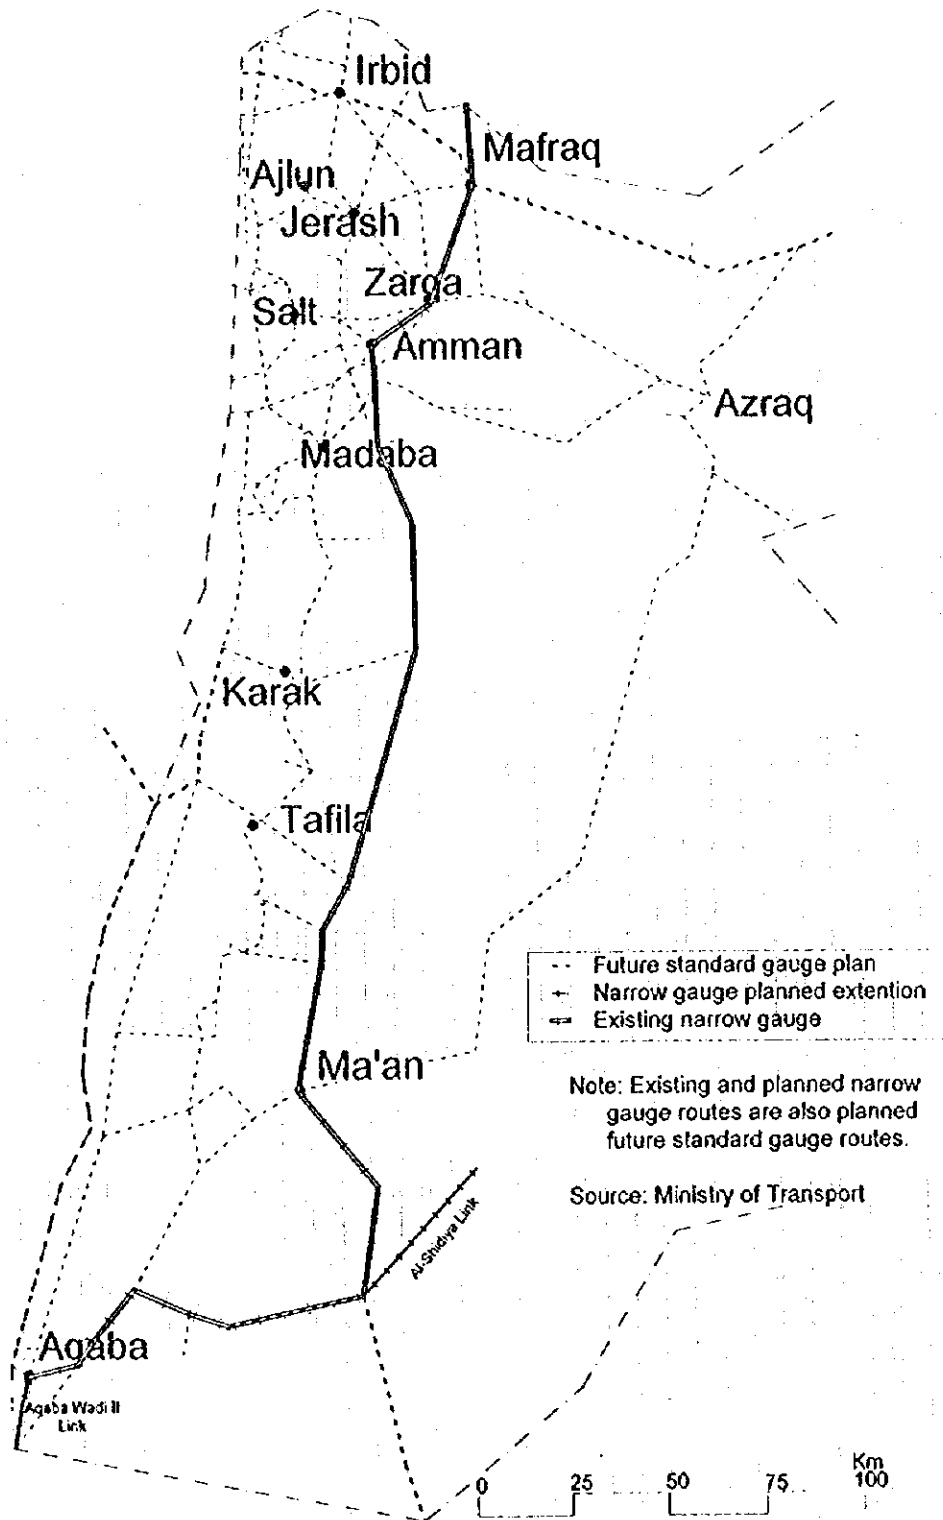 Irbid
Mafraq
Ajlun
Jerash
Zarqa
Salt
Amman
Azraq
Madaba
Karak
Tafila
Future standard gauge plan
Narrow gauge planned extention
Existing narrow gauge
Ma'an
Note: Existing and planned narrow
gauge routes are also planned
future standard gauge routes.
Source: Ministry of Transport
Al-Shidiya Link
Aqaba
Aqaba Wadi II
Link
Km
0 25 50 75 100